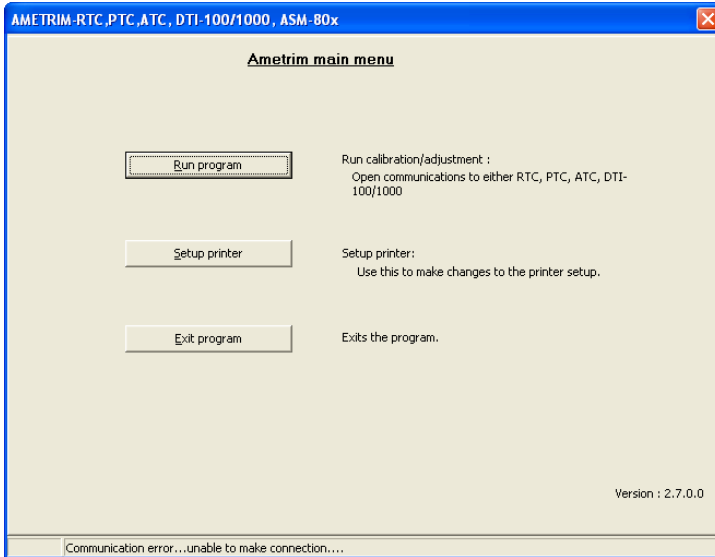 AMETRIM-RTC,PTC,ATC, DTI-100/1000, ASM-80x
Ametrim main menu
Run program
Run calibration/adjustment :
Open communications to either RTC, PTC, ATC, DTI-
100/1000
Setup printer
Setup printer:
Use this to make changes to the printer setup.
Exit program
Exits the program.
Version : 2.7.0.0
Communication error...unable to make connection....